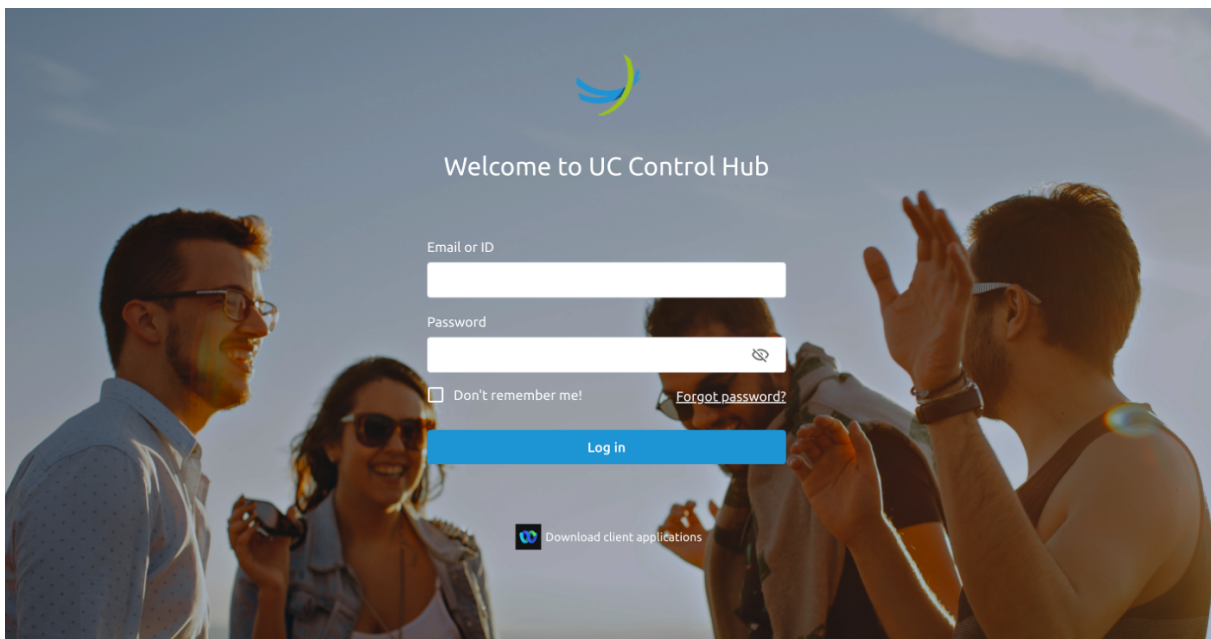 Welcome to UC Control Hub
Email or ID
Password
Don't remember me!
Forgot password?
Log in
Download client applications